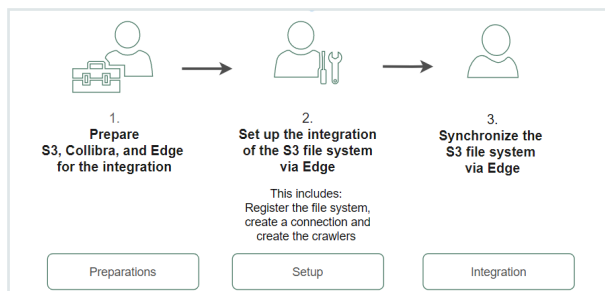 1.
Prepare
S3, Collibra, and Edge
for the integration
2.
Set up the integration
of the S3 file system
via Edge
This includes:
Register the file system,
create a connection and
create the crawlers
3.
Synchronize the
S3 file system
via Edge
Preparations
Setup
Integration